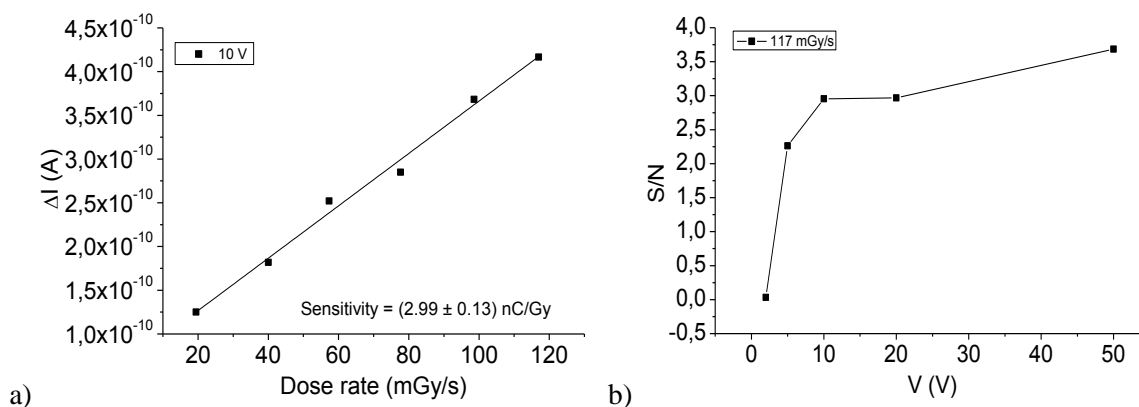 4,5x10⁻¹⁰
4,0x10⁻¹⁰
3,5x10⁻¹⁰
3,0x10⁻¹⁰
2,5x10⁻¹⁰
2,0x10⁻¹⁰
1,5x10⁻¹⁰
1,0x10⁻¹⁰
ΔI (A)
10 V
Sensitivity = (2.99 ± 0.13) nC/Gy
20 40 60 80 100 120
Dose rate (mGy/s)
a)
4,0
3,5
3,0
2,5
2,0
1,5
1,0
0,5
0,0
-0,5
S/N
117 mGy/s
0 10 20 30 40 50
V (V)
b)